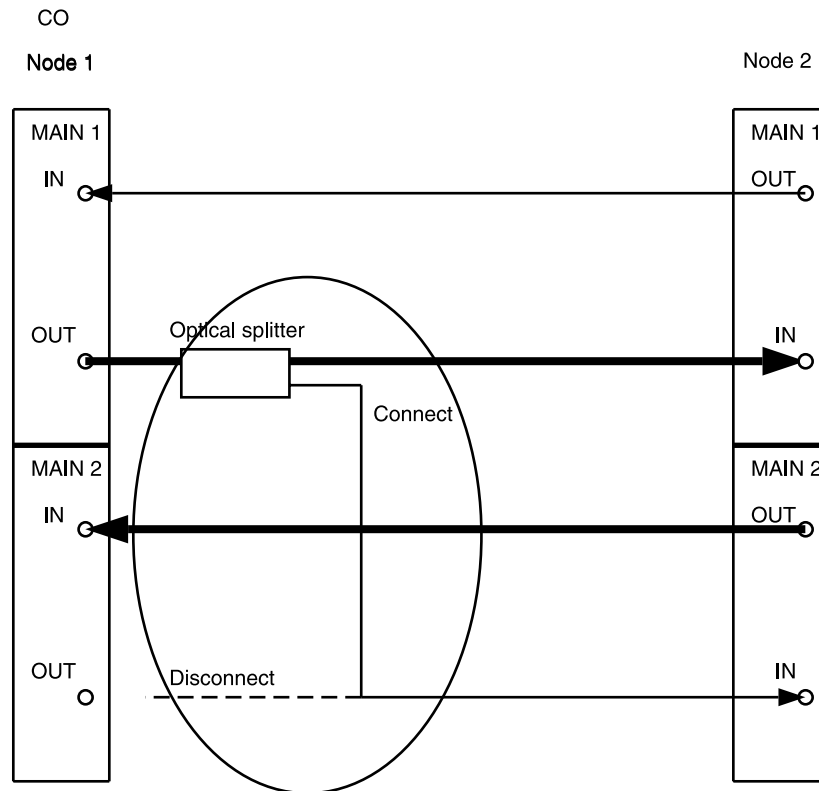 CO
Node 1
Node 2
MAIN 1
MAIN 1
IN
OUT
Optical splitter
OUT
IN
Connect
MAIN 2
MAIN 2
IN
OUT
OUT
Disconnect
IN